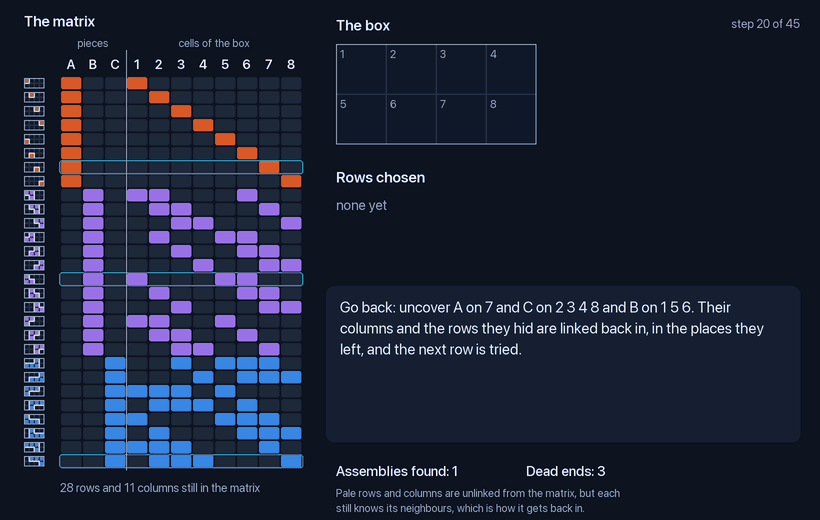 The matrix
pieces
cells of the box
A B C 1 2 3 4 5 6 7 8
28 rows and 11 columns still in the matrix
The box
step 20 of 45
1 2 3 4
5 6 7 8
Rows chosen
none yet
Go back: uncover A on 7 and C on 2 3 4 8 and B on 1 5 6. Their
columns and the rows they hid are linked back in, in the places they
left, and the next row is tried.
Assemblies found: 1
Dead ends: 3
Pale rows and columns are unlinked from the matrix, but each
still knows its neighbours, which is how it gets back in.